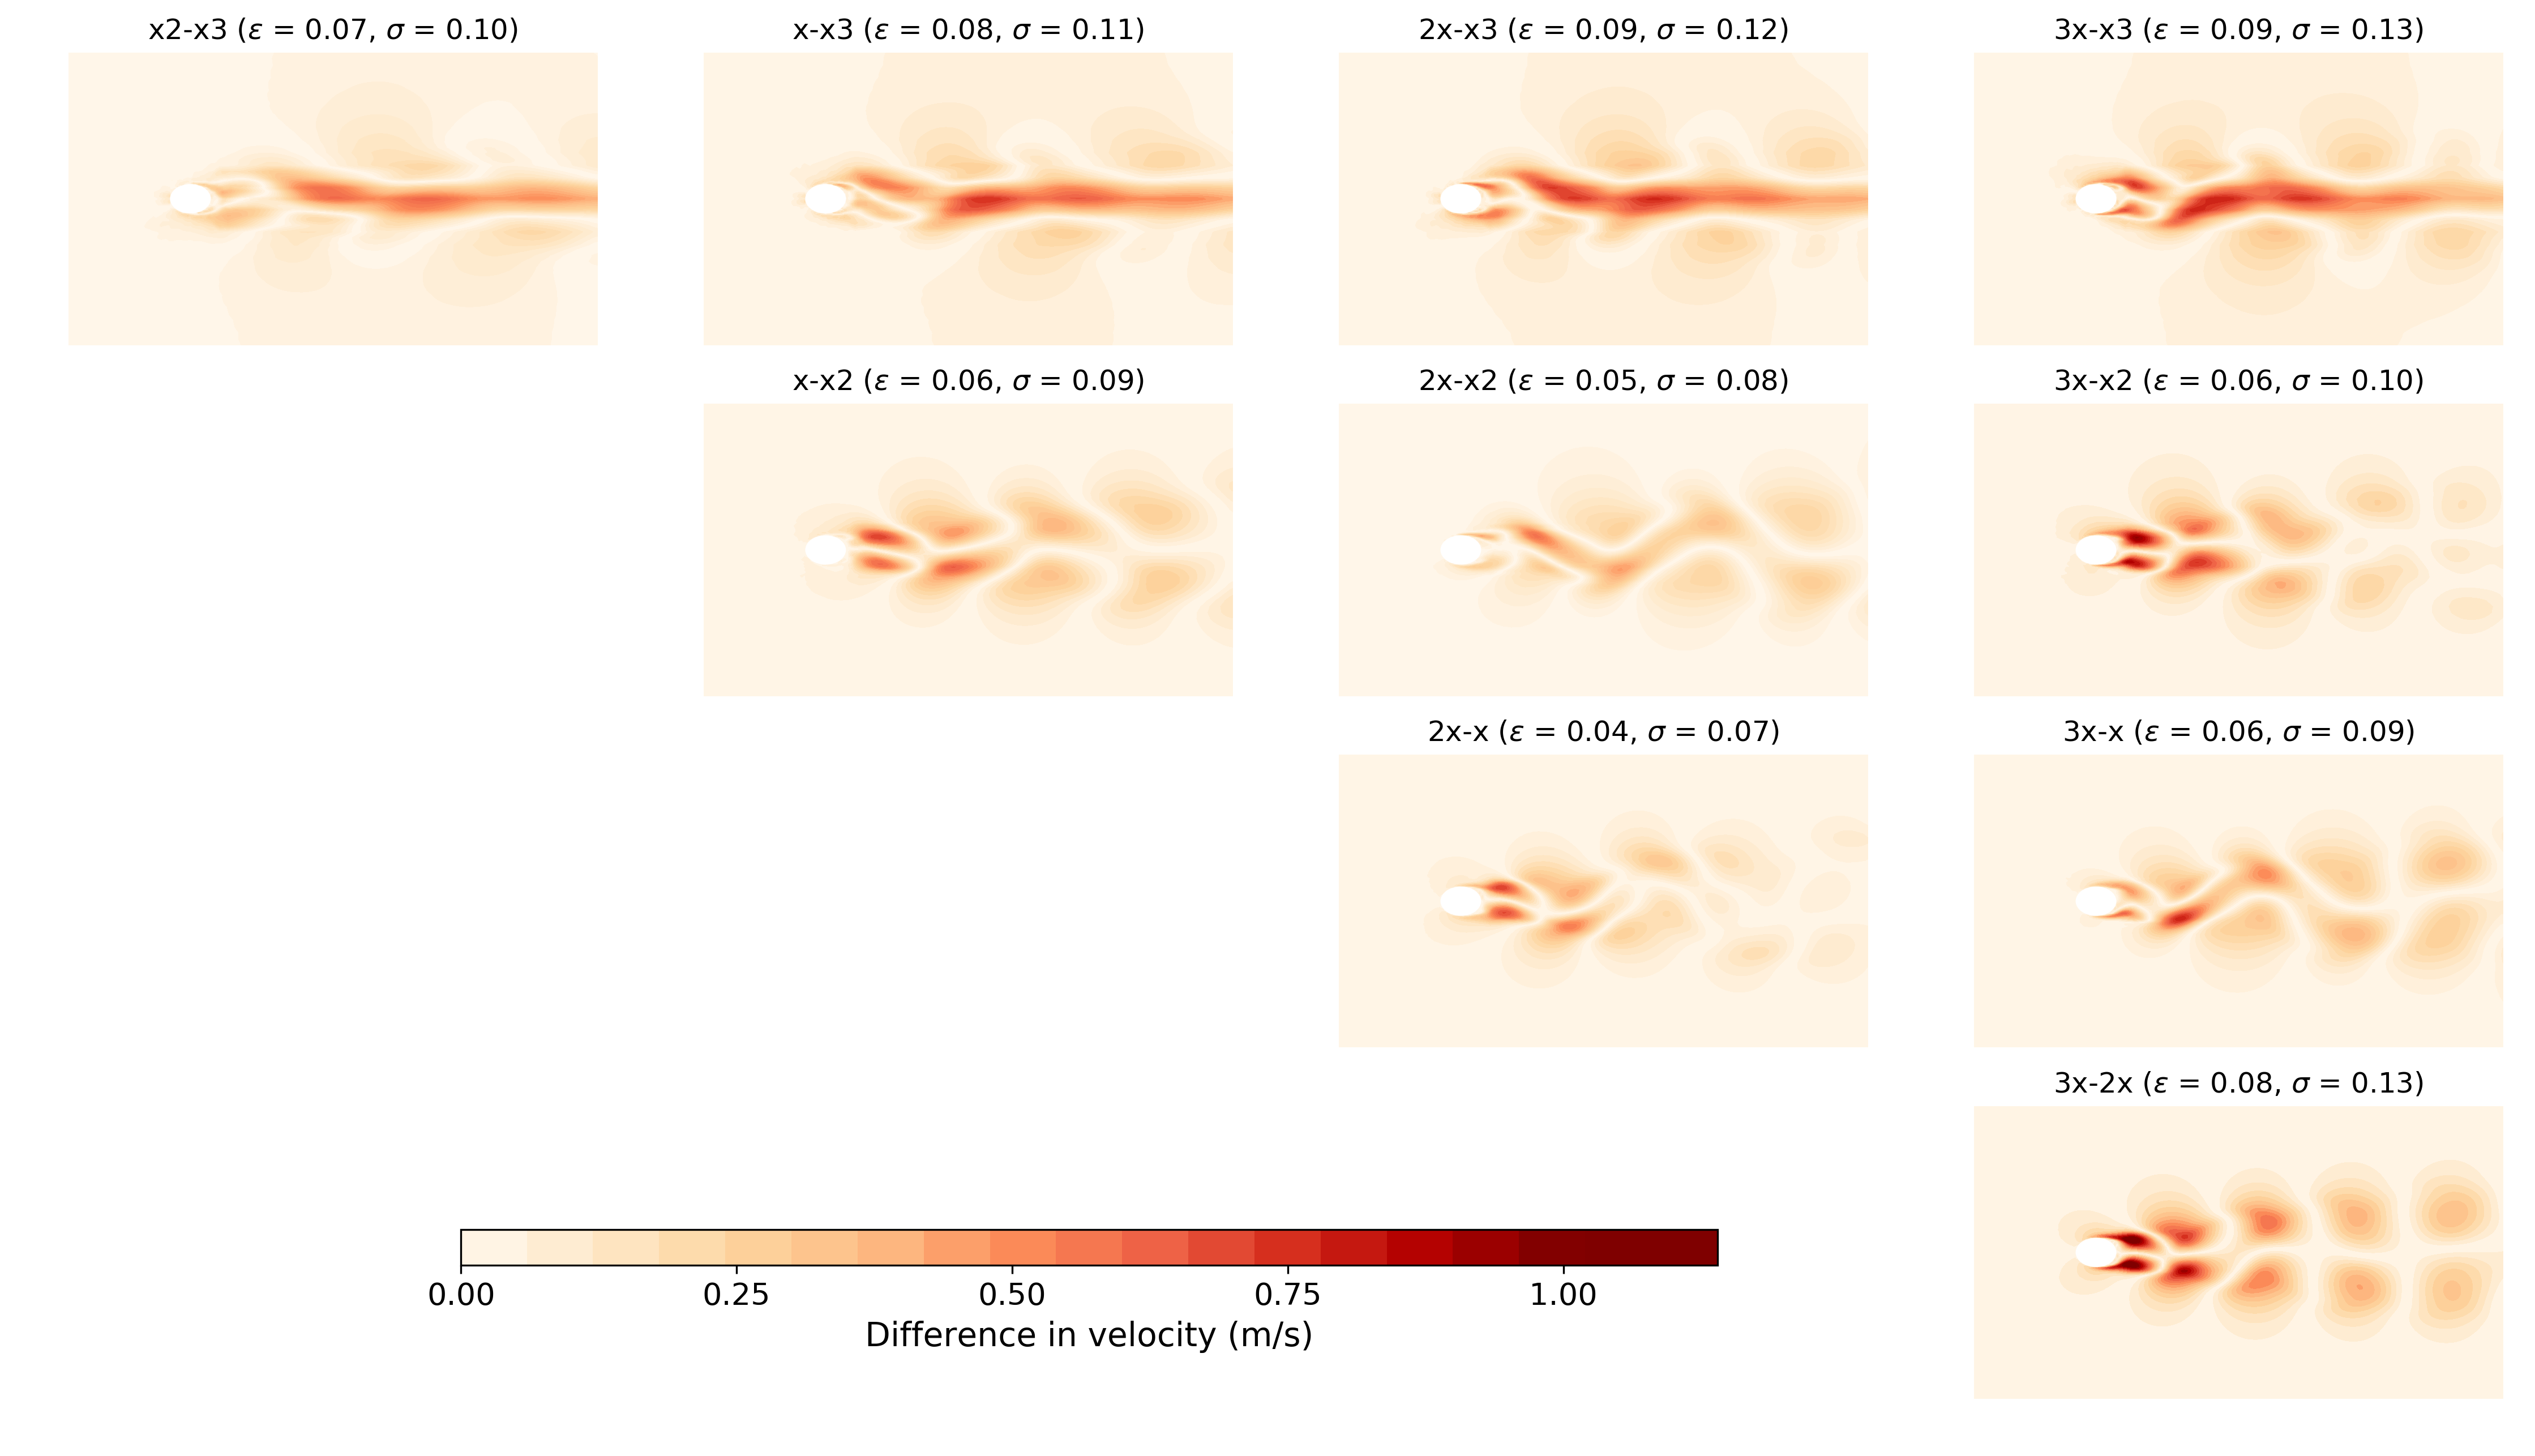 x2-x3 (ε = 0.07, σ = 0.10)
x-x3 (ε = 0.08, σ = 0.11)
2x-x3 (ε = 0.09, σ = 0.12)
3x-x3 (ε = 0.09, σ = 0.13)
x-x2 (ε = 0.06, σ = 0.09)
2x-x2 (ε = 0.05, σ = 0.08)
3x-x2 (ε = 0.06, σ = 0.10)
2x-x (ε = 0.04, σ = 0.07)
3x-x (ε = 0.06, σ = 0.09)
3x-2x (ε = 0.08, σ = 0.13)
0.00 0.25 0.50 0.75 1.00
Difference in velocity (m/s)